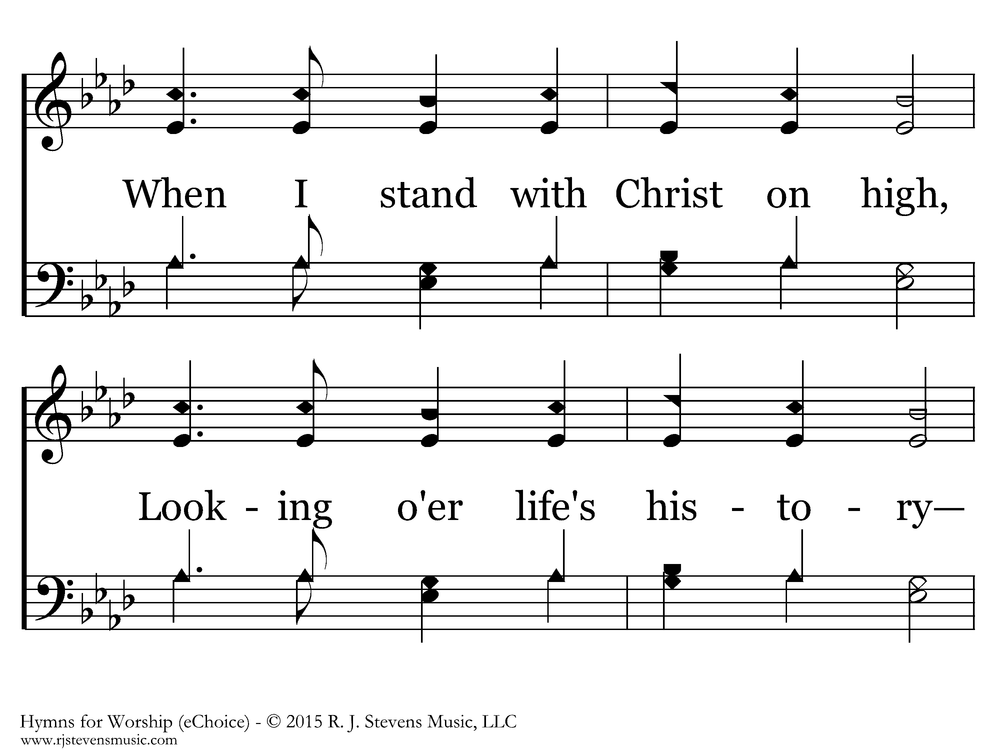 When I stand with Christ on high,
Look - ing o'er life's his - to - ry—
Hymns for Worship (eChoice) - © 2015 R. J. Stevens Music, LLC
www.rjstevensmusic.com